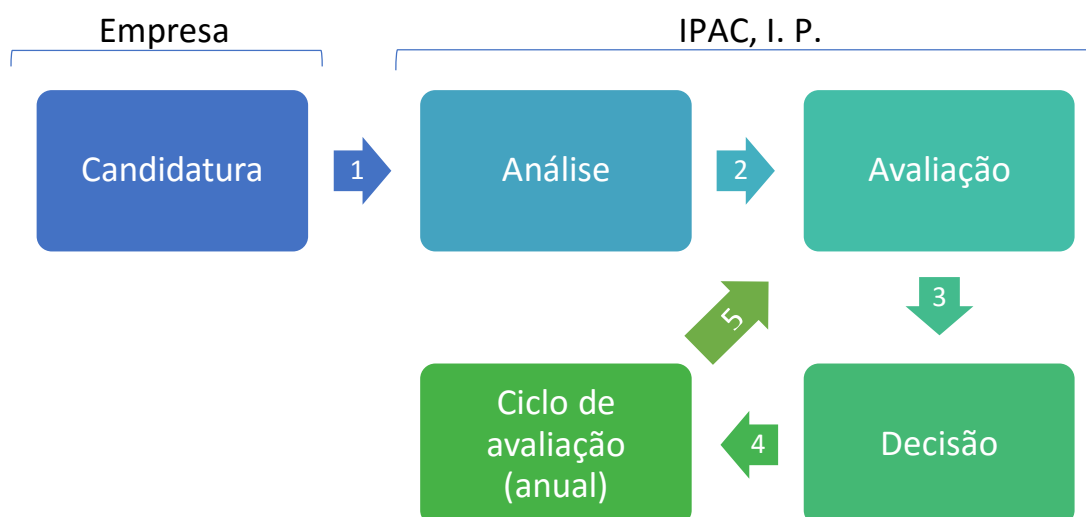 Empresa
IPAC, I. P.
Candidatura
1
Análise
2
Avaliação
3
5
Ciclo de
avaliação
(anual)
4
Decisão